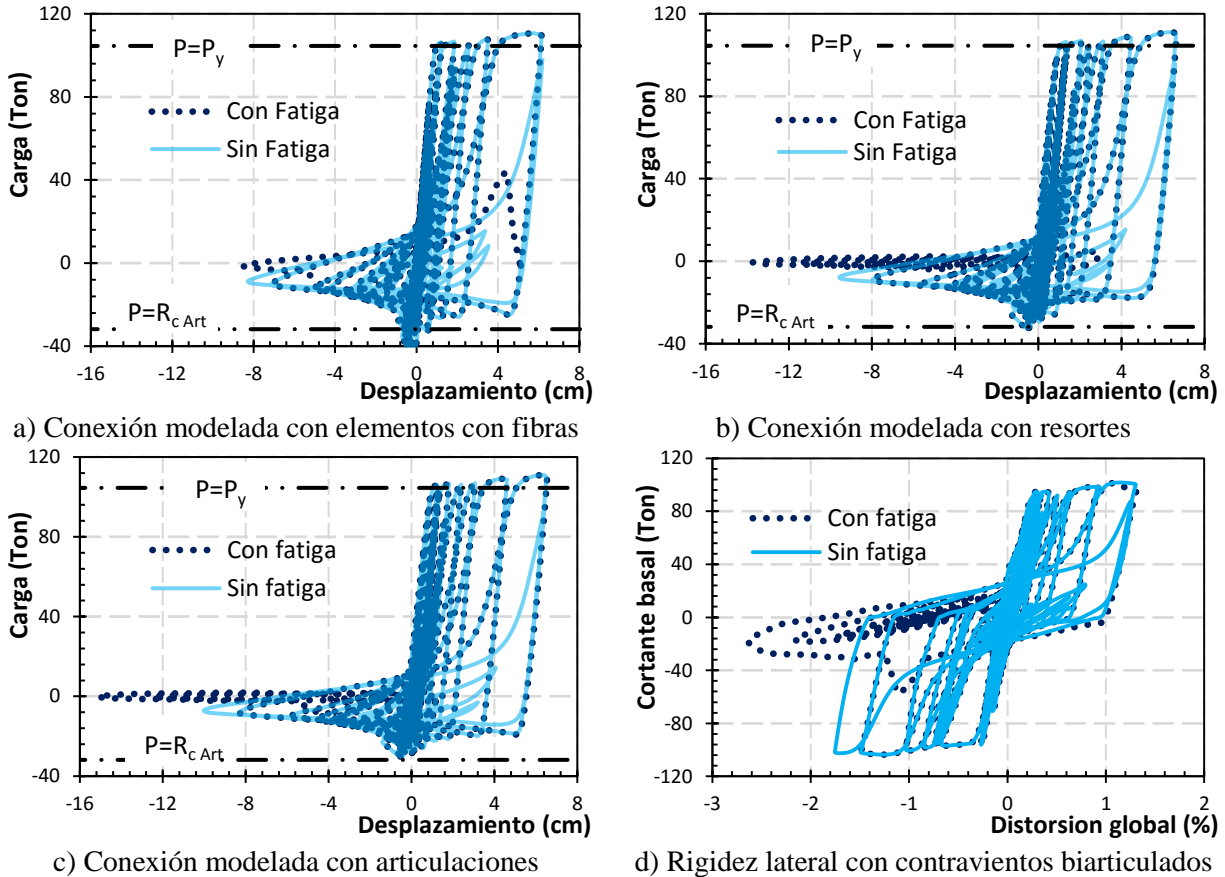 120
80
40
0
-40
Carga (Ton)
P=Py
Con Fatiga
Sin Fatiga
P=Rc Art
-16 -12 -8 -4 0 4 8
Desplazamiento (cm)
a) Conexión modelada con elementos con fibras
120
80
40
0
-40
Carga (Ton)
P=Py
Con Fatiga
Sin Fatiga
P=Rc Art
-16 -12 -8 -4 0 4 8
Desplazamiento (cm)
b) Conexión modelada con resortes
120
80
40
0
-40
Carga (Ton)
P=Py
Con fatiga
Sin fatiga
P=Rc Art
-16 -12 -8 -4 0 4 8
Desplazamiento (cm)
c) Conexión modelada con articulaciones
120
80
40
0
-40
-80
-120
Cortante basal (Ton)
Con fatiga
Sin fatiga
-3 -2 -1 0 1 2
Distorsion global (%)
d) Rigidez lateral con contravientos biarticulados